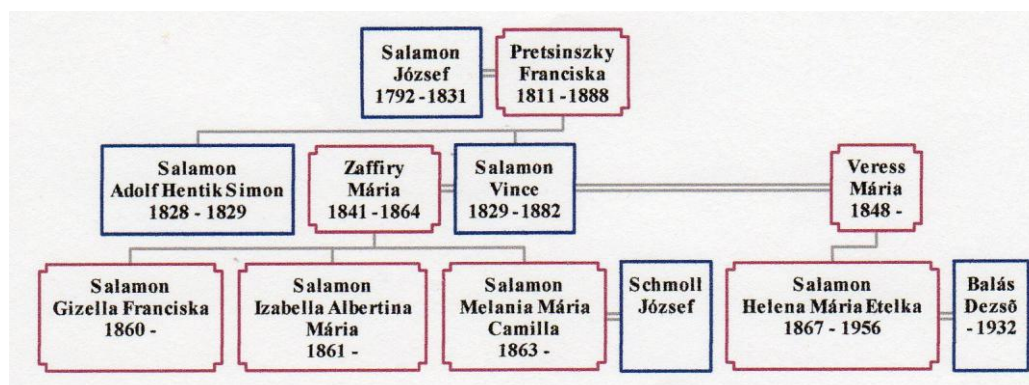 Salamon
József
1792 - 1831
Pretsinszky
Franciska
1811 - 1888
Salamon
Adolf Hentik Simon
1828 - 1829
Zaffiry
Mária
1841 - 1864
Salamon
Vince
1829 - 1882
Veress
Mária
1848 -
Salamon
Gizella Franciska
1860 -
Salamon
Izabella Albertina
Mária
1861 -
Salamon
Melania Mária
Camilla
1863 -
Schmoll
József
Salamon
Helena Mária Etelka
1867 - 1956
Balás
Dezsõ
- 1932